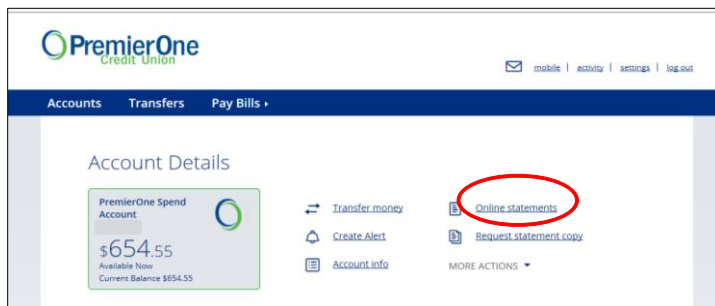 PremierOne
Credit Union
mobile | activity | settings | log out
Accounts Transfers Pay Bills
Account Details
PremierOne Spend
Account
$654.55
Available Now
Current Balance $654.55
Transfer money
Create Alert
Account info
Online statements
Request statement copy
MORE ACTIONS